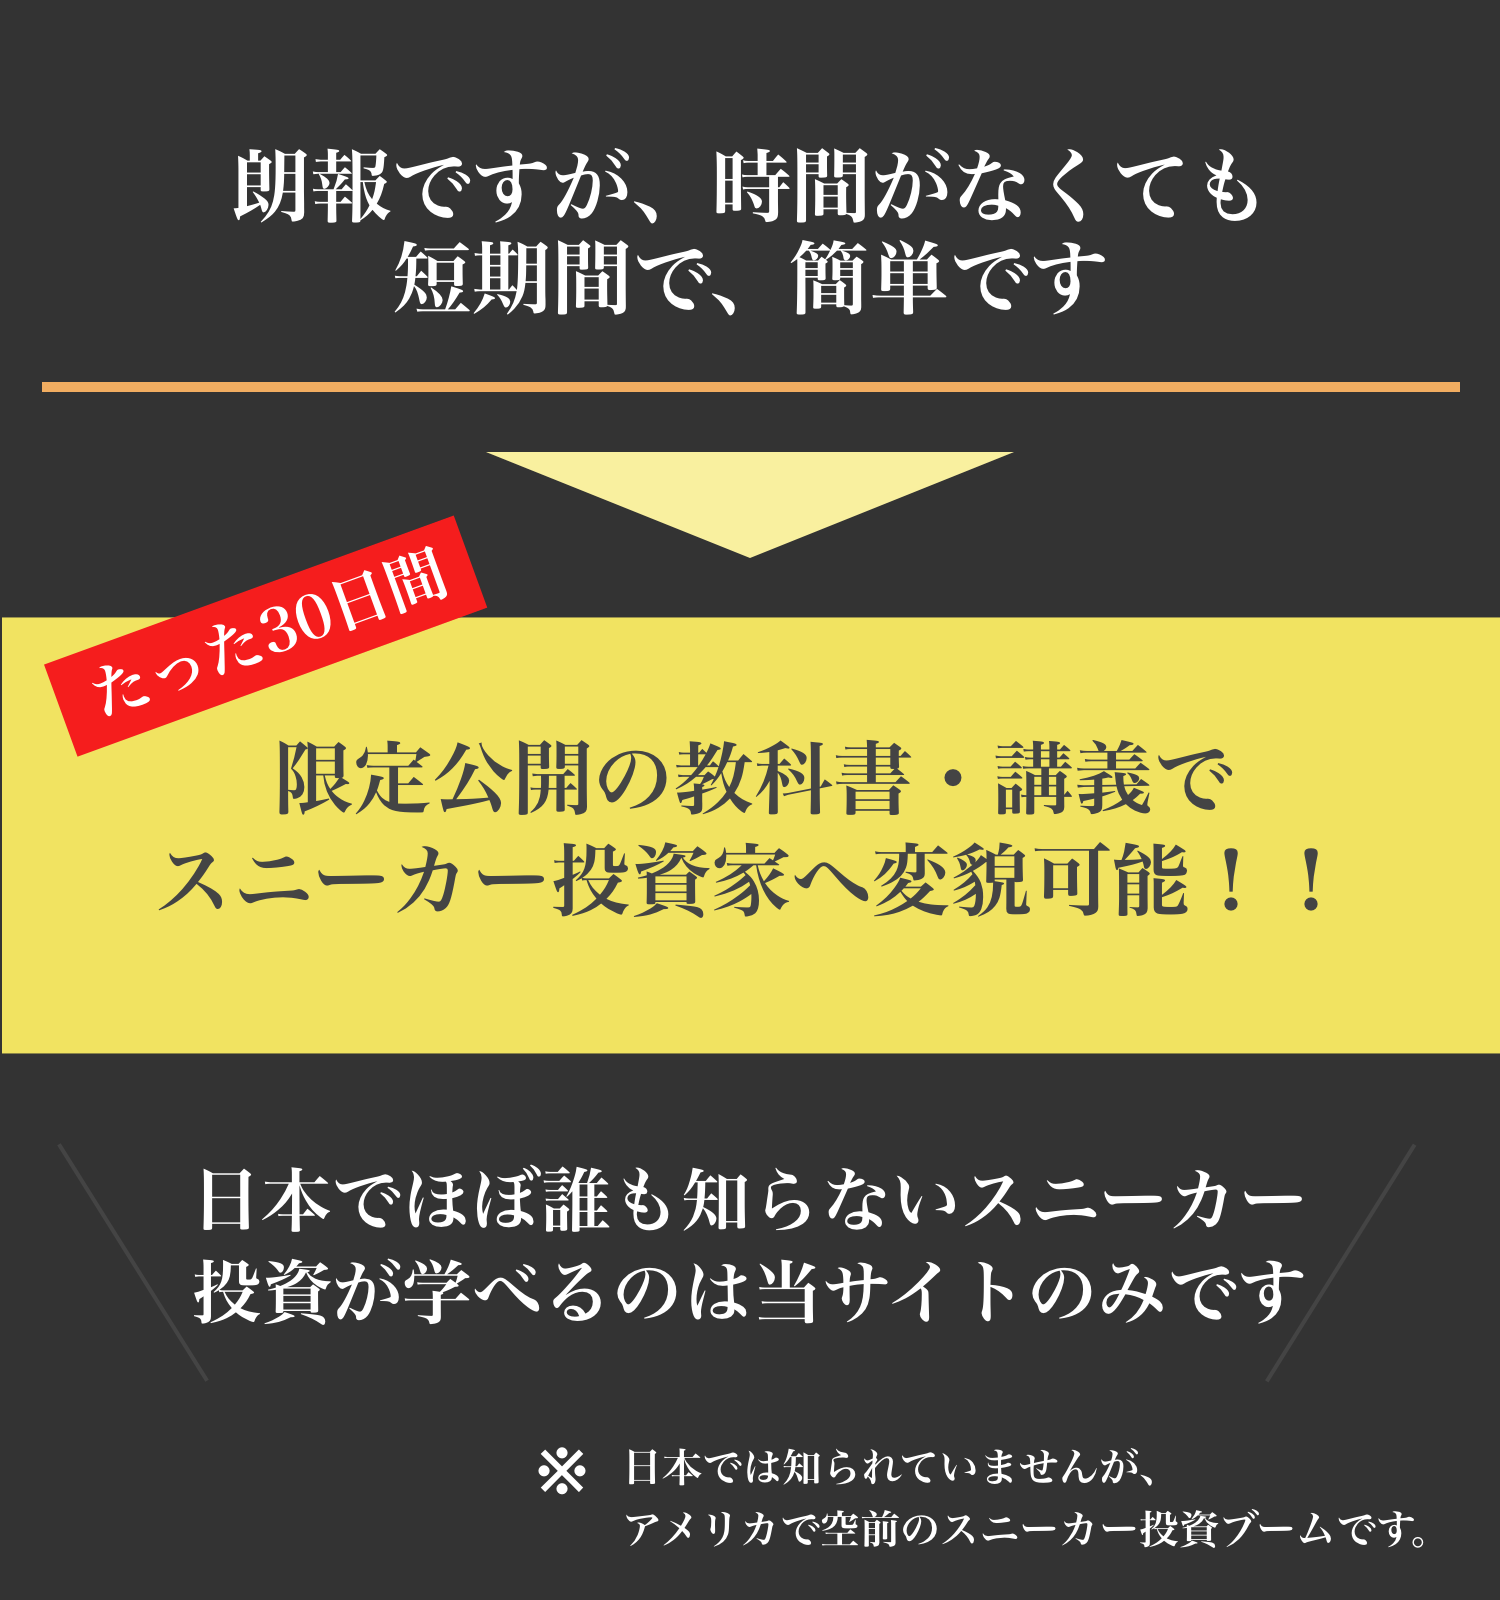 朗報ですが、時間がなくても
短期間で、簡単です
たった30日間
限定公開の教科書・講義で
スニーカー投資家へ変貌可能！！
日本でほぼ誰も知らないスニーカー
投資が学べるのは当サイトのみです
※ 日本では知られていませんが、
アメリカで空前のスニーカー投資ブームです。